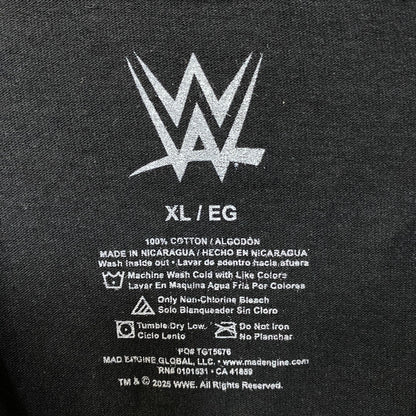 W
XL / EG
100% COTTON / ALGODÓN
MADE IN NICARAGUA / HECHO EN NICARAGUA
Wash inside out • Lavar de adentro hacia afuera
Machine Wash Cold with Like Colors
Lavar En Maquina Agua Fria Por Colores
Only Non-Chlorine Bleach
Solo Blanqueador Sin Cloro
Tumble Dry Low
Ciclo Lento
Do Not Iron
No Planchar
PO# TGT5676
MAD ENGINE GLOBAL, LLC. • www.madengine.com
RN# 0101531 • CA 41859
TM & © 2025 WWE. All Rights Reserved.